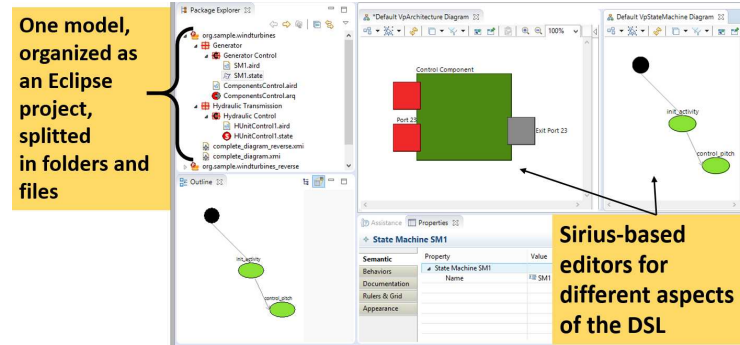 One model,
organized as
an Eclipse
project,
splitted
in folders and
files
Package Explorer
org.sample.windturbines
Generator
Generator Control
SM1.aird
SM1.state
ComponentsControl.aird
ComponentsControl.arq
Hydraulic Transmission
Hydraulic Control
HUnitControl1.aird
HUnitControl1.state
complete_diagram_reverse.xmi
complete_diagram.xmi
org.sample.windturbines_reverse
Outline
init_activity
control_pitch
*Default VpArchitecture Diagram
100%
Control Component
Port 23
Exit Port 23
Default VpStateMachine Diagram
init_activity
control_pitch
Assistance
Properties
State Machine SM1
Semantic
Behaviors
Documentation
Rulers & Grid
Appearance
Property Value
State Machine SM1
Name SM1
Sirius-based
editors for
different aspects
of the DSL